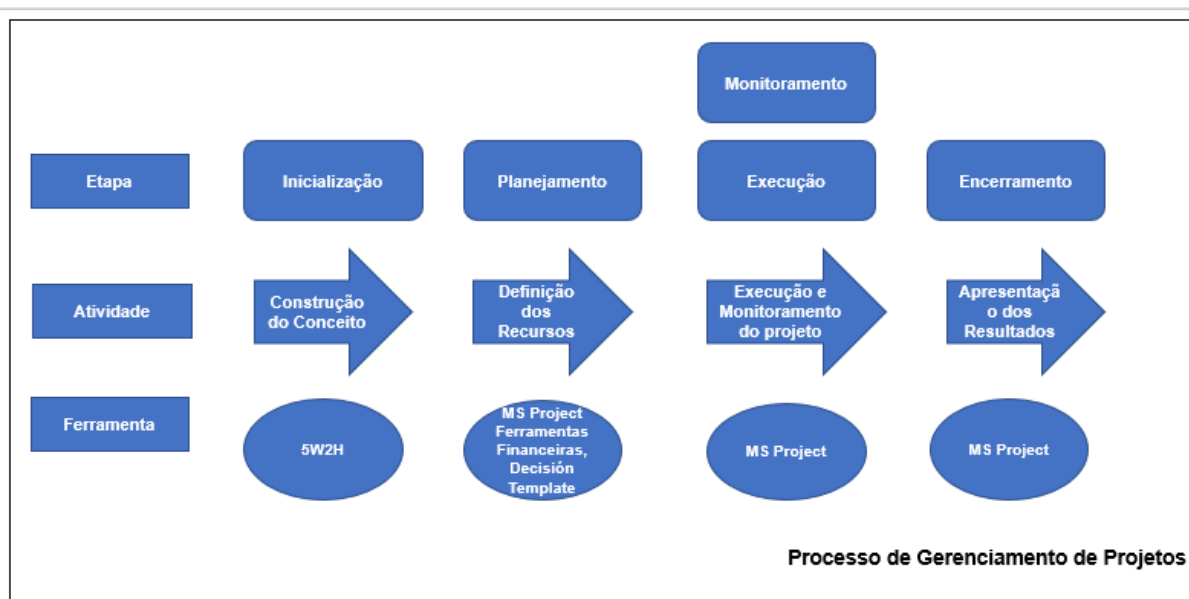 Monitoramento
Etapa
Inicialização
Planejamento
Execução
Encerramento
Atividade
Construção
do Conceito
Definição
dos
Recursos
Execução e
Monitoramento
do projeto
Apresentaçã
o dos
Resultados
Ferramenta
5W2H
MS Project
Ferramentas
Financeiras,
Decisión
Template
MS Project
MS Project
Processo de Gerenciamento de Projetos